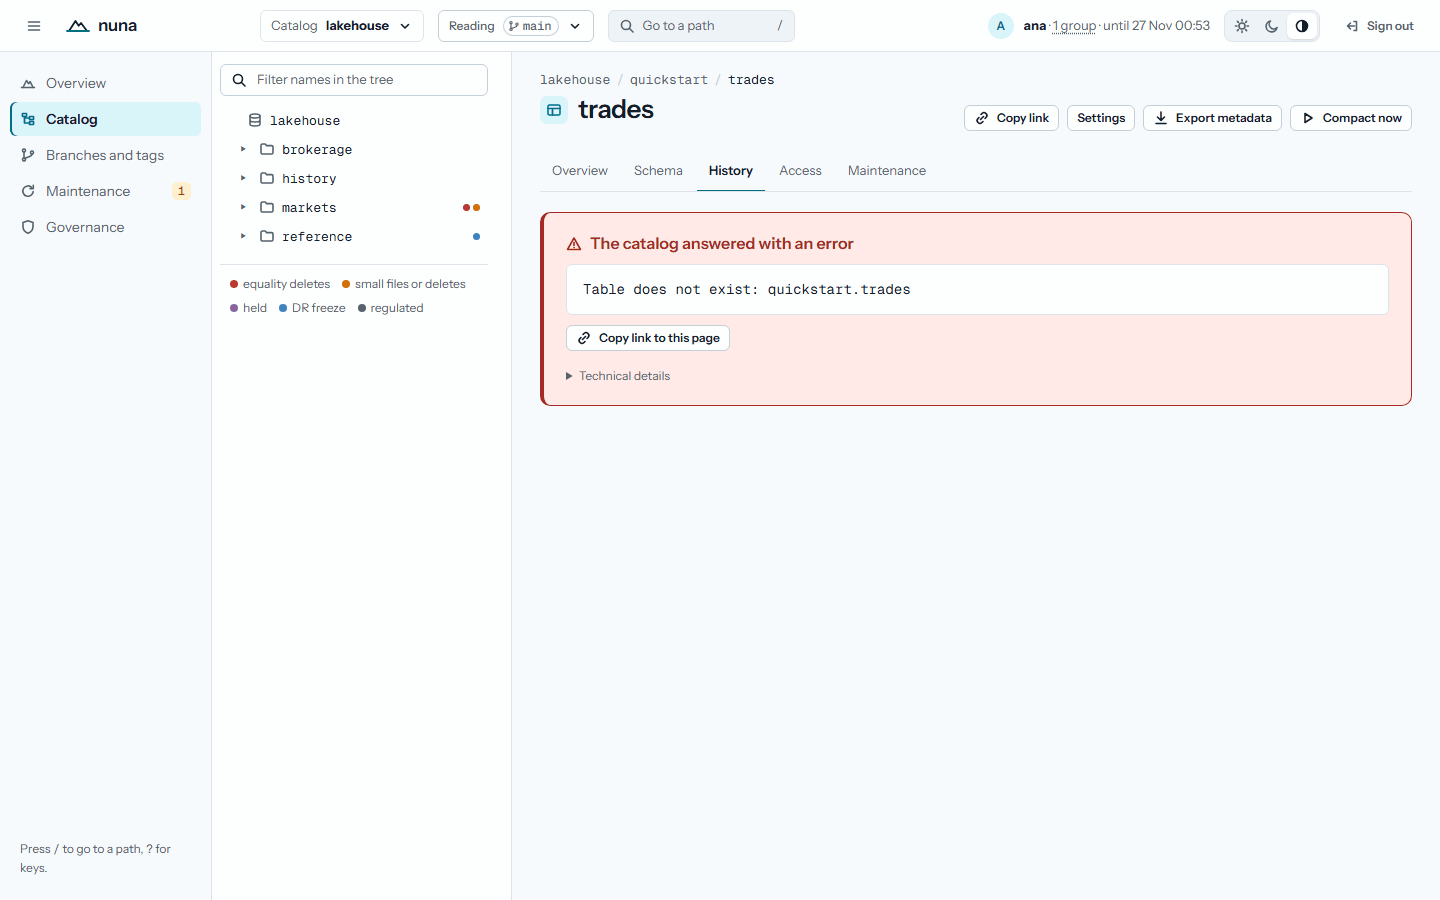 nuna
Catalog lakehouse
Reading main
Go to a path /
A
ana · 1 group · until 27 Nov 00:53
Sign out
Overview
Catalog
Branches and tags
Maintenance 1
Governance
Press / to go to a path, ? for
keys.
Filter names in the tree
lakehouse
brokerage
history
markets
reference
equality deletes small files or deletes
held DR freeze regulated
lakehouse / quickstart / trades
trades
Copy link
Settings
Export metadata
Compact now
Overview Schema History Access Maintenance
The catalog answered with an error
Table does not exist: quickstart.trades
Copy link to this page
Technical details